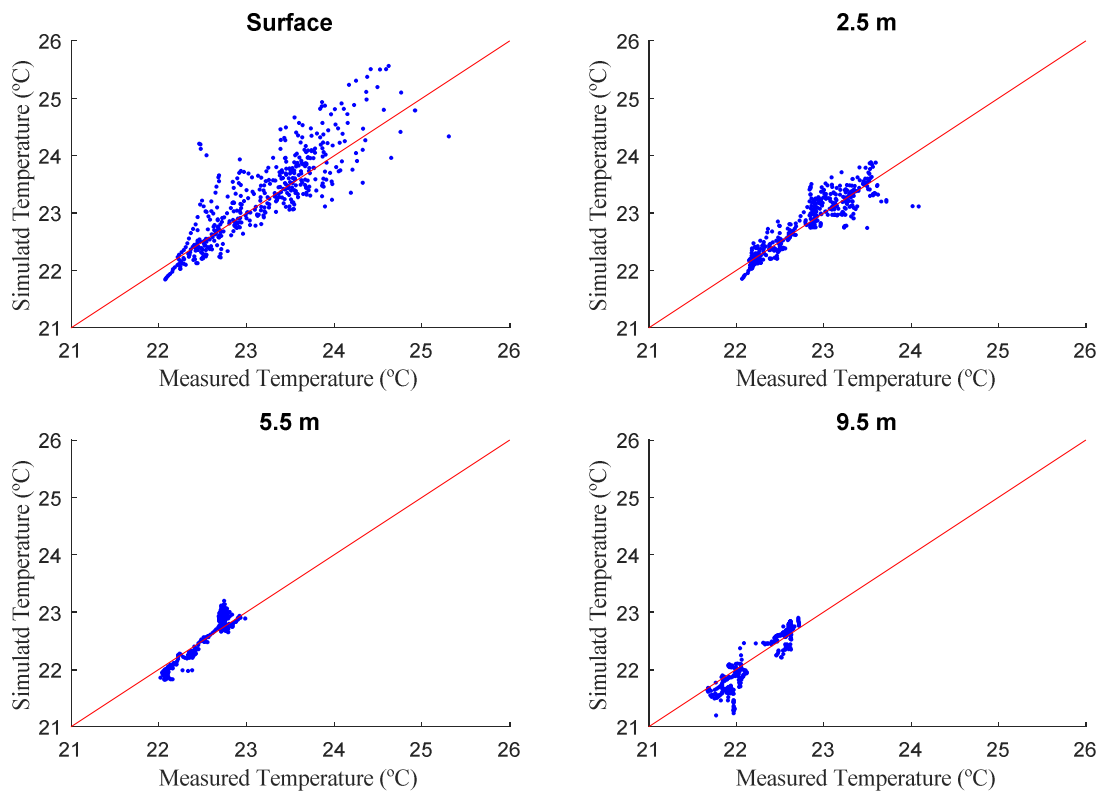 Surface
26
25
24
23
22
21
Simulatd Temperature (ºC)
21 22 23 24 25 26
Measured Temperature (ºC)
2.5 m
26
25
24
23
22
21
Simulatd Temperature (ºC)
21 22 23 24 25 26
Measured Temperature (ºC)
5.5 m
26
25
24
23
22
21
Simulatd Temperature (ºC)
21 22 23 24 25 26
Measured Temperature (ºC)
9.5 m
26
25
24
23
22
21
Simulatd Temperature (ºC)
21 22 23 24 25 26
Measured Temperature (ºC)